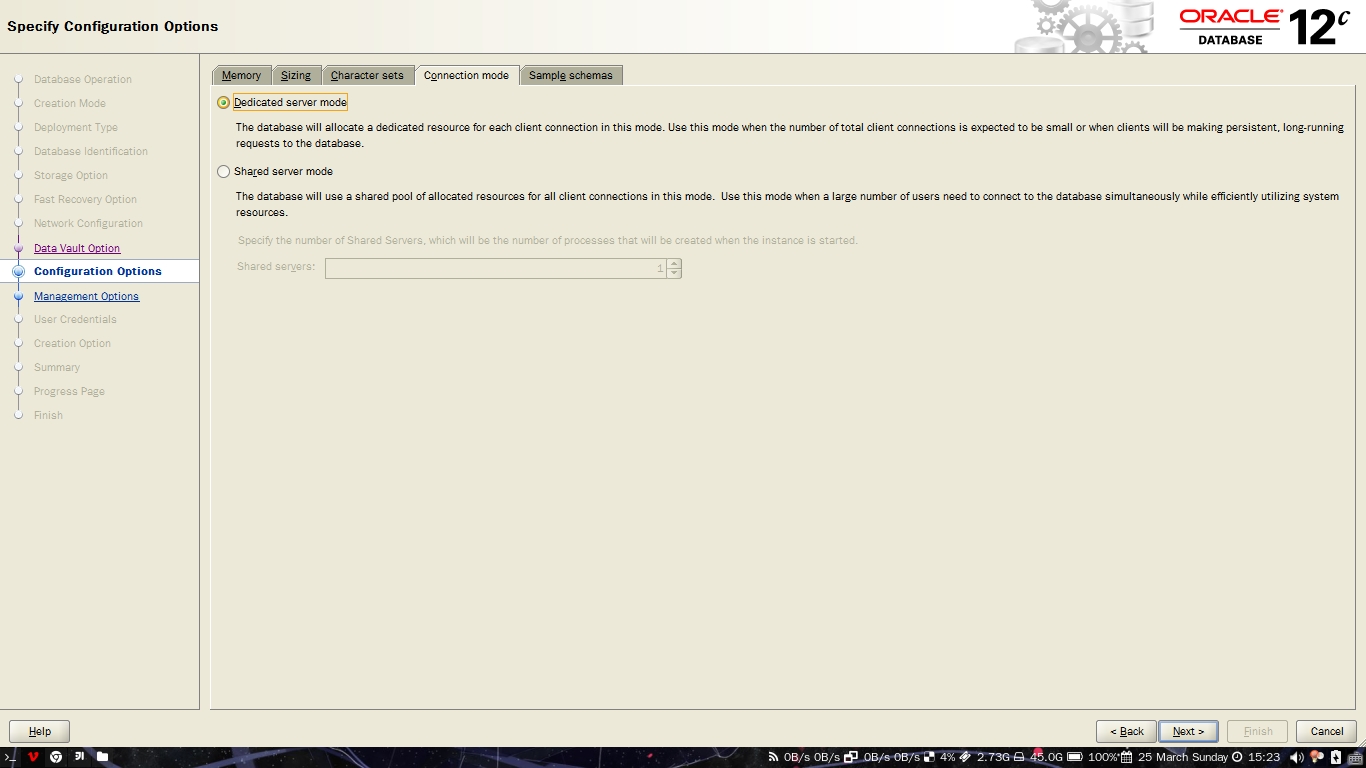 Specify Configuration Options
ORACLE
DATABASE
12c
Database Operation
Creation Mode
Deployment Type
Database Identification
Storage Option
Fast Recovery Option
Network Configuration
Data Vault Option
Configuration Options
Management Options
User Credentials
Creation Option
Summary
Progress Page
Finish
Memory Sizing Character sets Connection mode Sample schemas
Dedicated server mode
The database will allocate a dedicated resource for each client connection in this mode. Use this mode when the number of total client connections is expected to be small or when clients will be making persistent, long-running
requests to the database.
Shared server mode
The database will use a shared pool of allocated resources for all client connections in this mode.  Use this mode when a large number of users need to connect to the database simultaneously while efficiently utilizing system
resources.
Specify the number of Shared Servers, which will be the number of processes that will be created when the instance is started.
Shared servers: 1
Help < Back Next > Finish Cancel
0B/s 0B/s 0B/s 0B/s 4% 2.73G 45.0G 100%* 25 March Sunday 15:23